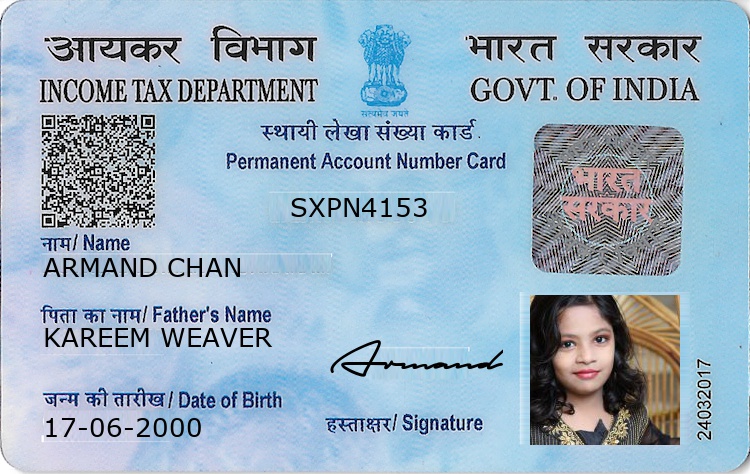 आयकर विभाग
INCOME TAX DEPARTMENT
सत्यमेव जयते
भारत सरकार
GOVT. OF INDIA
स्थायी लेखा संख्या कार्ड
Permanent Account Number Card
SXPN4153
भारत
सरकार
नाम/ Name
ARMAND CHAN
पिता का नाम/ Father's Name
KAREEM WEAVER
Armand
जन्म की तारीख / Date of Birth
17-06-2000
हस्ताक्षर/ Signature
24032017